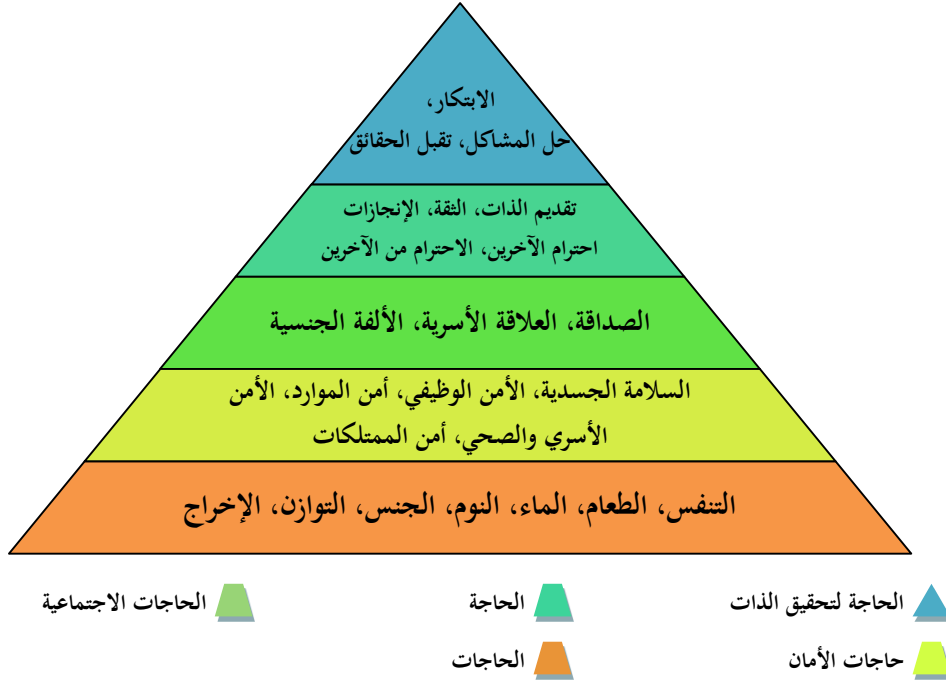 الابتكار،
حل المشاكل، تقبل الحقائق
تقديم الذات، الثقة، الإنجازات
احترام الآخرين، الاحترام من الآخرين
الصداقة، العلاقة الأسرية، الألفة الجنسية
السلامة الجسدية، الأمن الوظيفي، أمن الموارد، الأمن
الأسري والصحي، أمن الممتلكات
التنفس، الطعام، الماء، النوم، الجنس، التوازن، الإخراج
الحاجة لتحقيق الذات
الحاجة
الحاجات الاجتماعية
حاجات الأمان
الحاجات